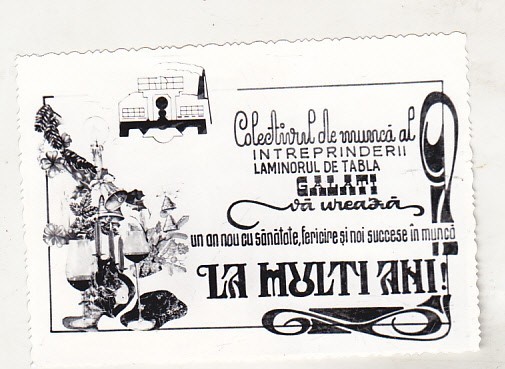 Colectivul de muncă al
INTREPRINDERII
LAMINORUL DE TABLA
GALATI
vă urează
un an nou cu sănătate, fericire și noi succese în muncă
LA MULTI ANI!